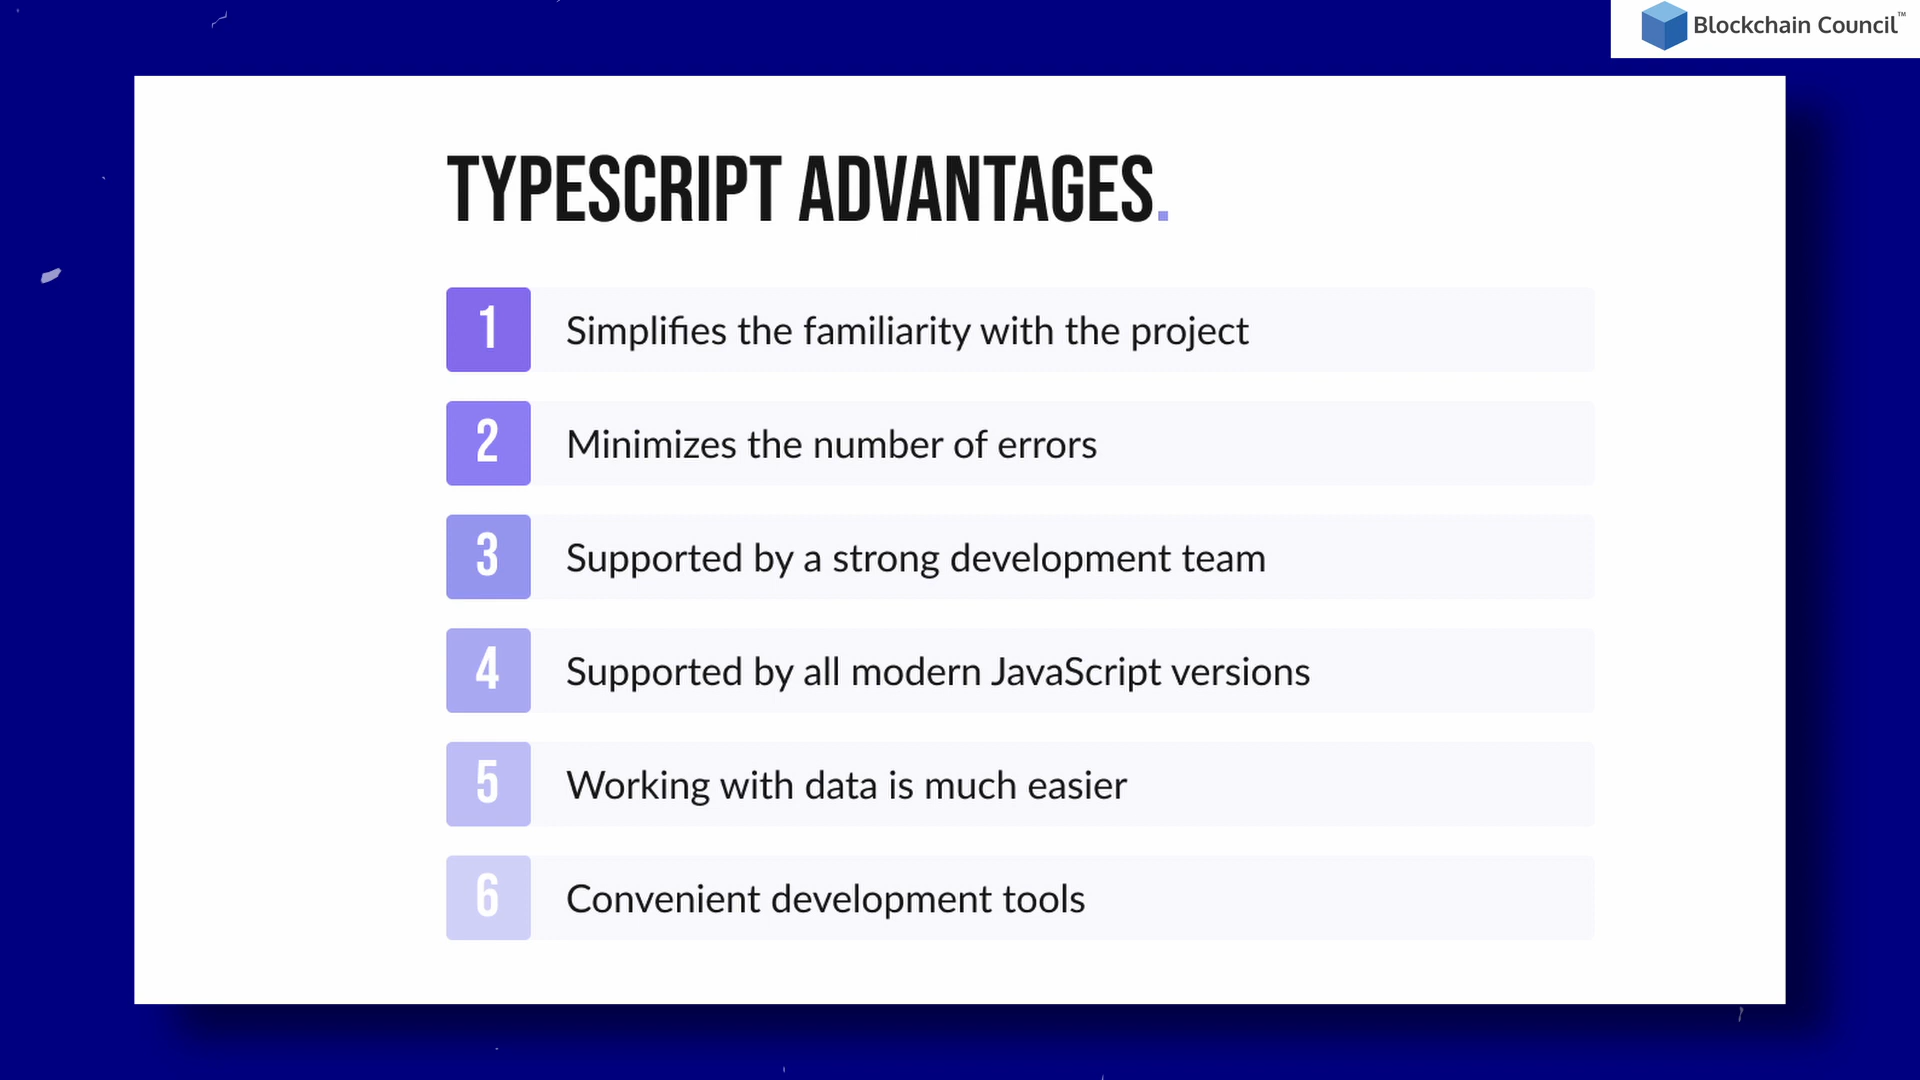 Blockchain Council™
TYPESCRIPT ADVANTAGES.
1 Simplifies the familiarity with the project
2 Minimizes the number of errors
3 Supported by a strong development team
4 Supported by all modern JavaScript versions
5 Working with data is much easier
6 Convenient development tools